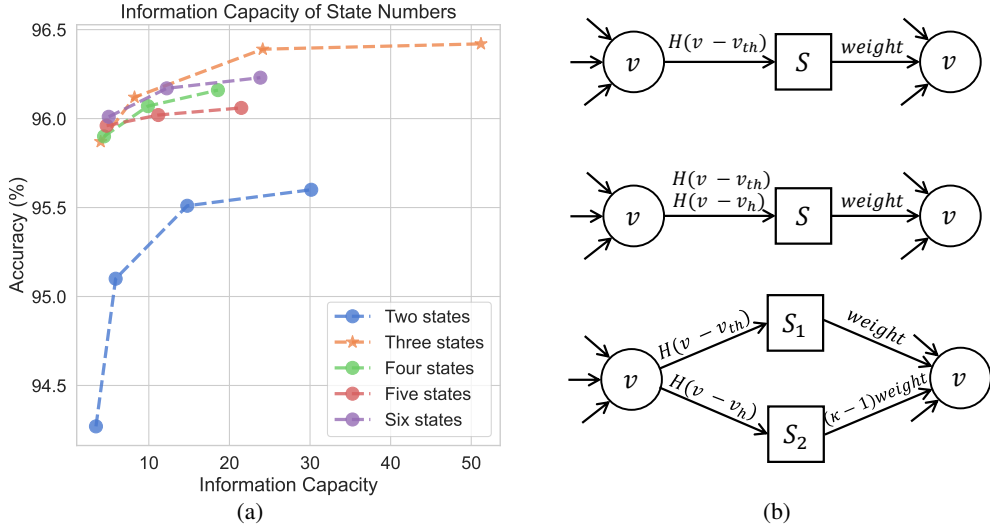 Information Capacity of State Numbers
96.5
96.0
95.5
95.0
94.5
Accuracy (%)
10 20 30 40 50
Information Capacity
Two states
Three states
Four states
Five states
Six states
(a)
v H(v − v_th) S weight v
H(v − v_th)
v H(v − v_h) S weight v
H(v − v_th) S₁ weight
v v
H(v − v_h) S₂ (κ − 1)weight
(b)